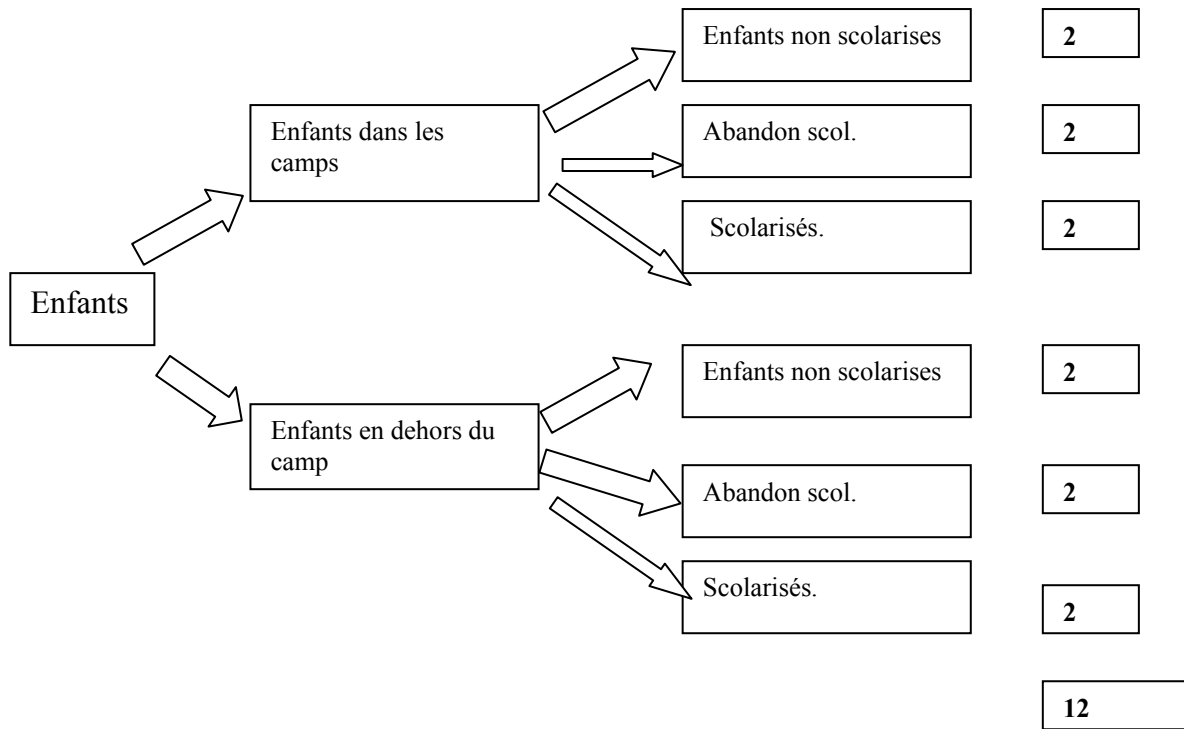 Enfants non scolarises
2
Enfants dans les
camps
Abandon scol.
2
Scolarisés.
2
Enfants
Enfants non scolarises
2
Enfants en dehors du
camp
Abandon scol.
2
Scolarisés.
2
12